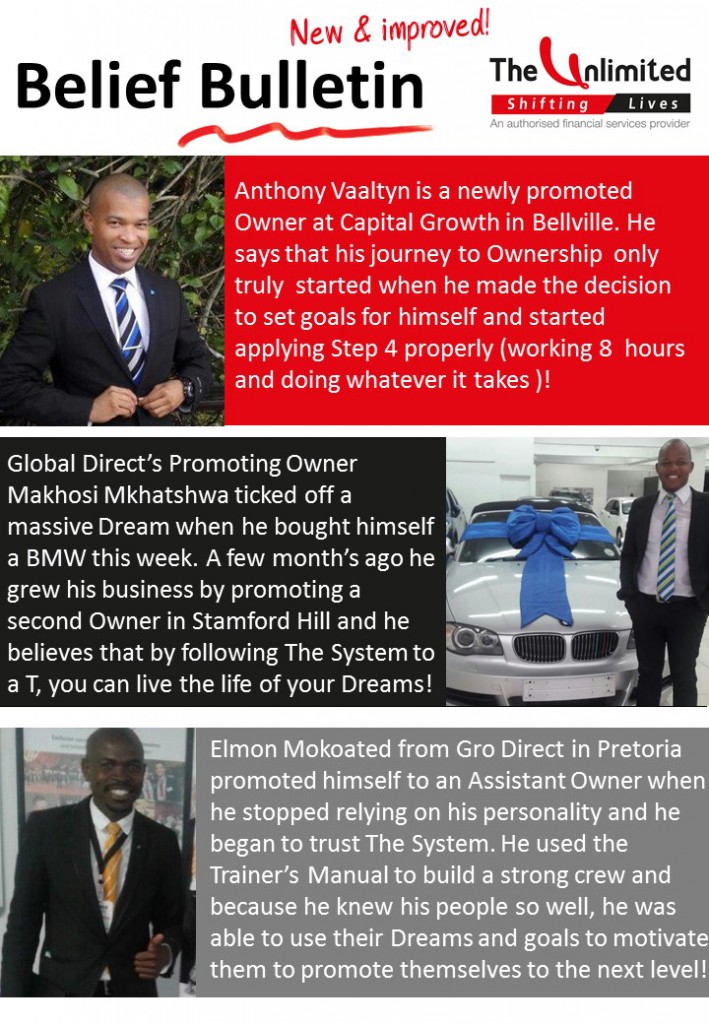 New & improved!
Belief Bulletin
The Unlimited
Shifting Lives
An authorised financial services provider
Anthony Vaaltyn is a newly promoted
Owner at Capital Growth in Bellville. He
says that his journey to Ownership only
truly started when he made the decision
to set goals for himself and started
applying Step 4 properly (working 8 hours
and doing whatever it takes )!
Global Direct’s Promoting Owner
Makhosi Mkhatshwa ticked off a
massive Dream when he bought himself
a BMW this week. A few month’s ago he
grew his business by promoting a
second Owner in Stamford Hill and he
believes that by following The System to
a T, you can live the life of your Dreams!
Elmon Mokoated from Gro Direct in Pretoria
promoted himself to an Assistant Owner when
he stopped relying on his personality and he
began to trust The System. He used the
Trainer’s Manual to build a strong crew and
because he knew his people so well, he was
able to use their Dreams and goals to motivate
them to promote themselves to the next level!